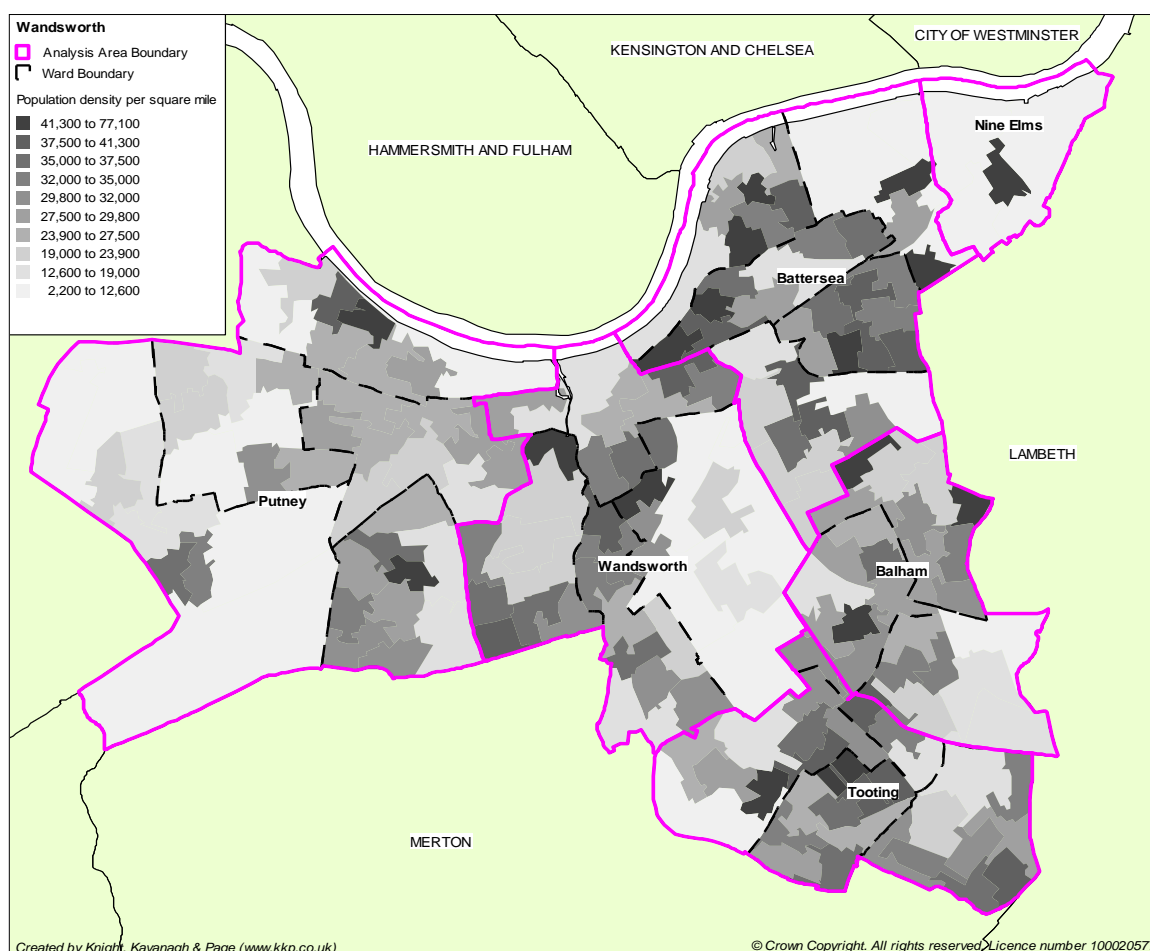 Wandsworth
Analysis Area Boundary
Ward Boundary
Population density per square mile
41,300 to 77,100
37,500 to 41,300
35,000 to 37,500
32,000 to 35,000
29,800 to 32,000
27,500 to 29,800
23,900 to 27,500
19,000 to 23,900
12,600 to 19,000
2,200 to 12,600
CITY OF WESTMINSTER
KENSINGTON AND CHELSEA
HAMMERSMITH AND FULHAM
Nine Elms
Battersea
LAMBETH
Putney
Wandsworth
Balham
Tooting
MERTON
Created by Knight, Kavanagh & Page (www.kkp.co.uk)
© Crown Copyright. All rights reserved. Licence number 10002057